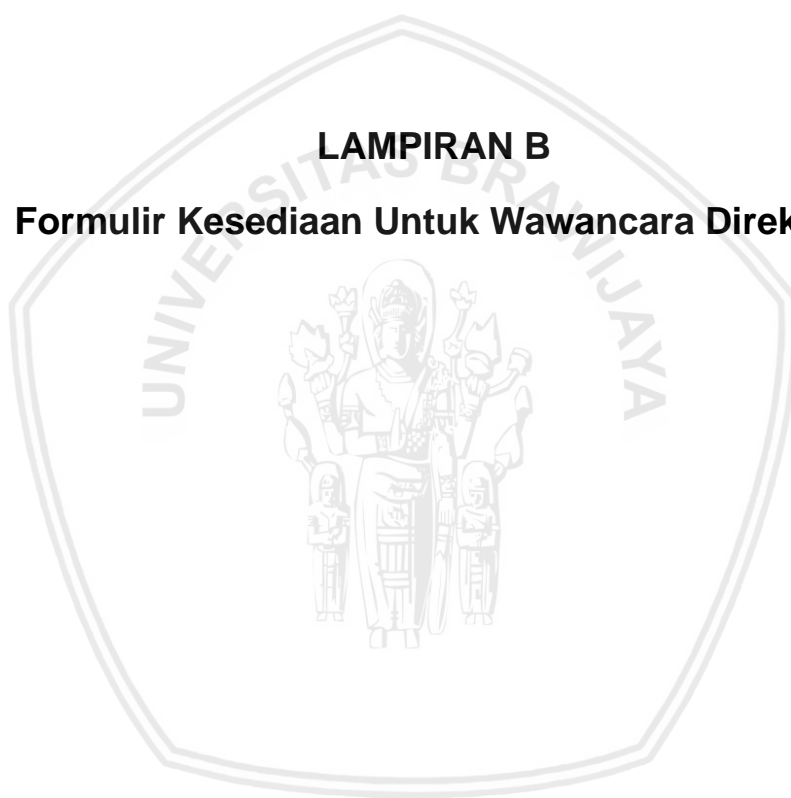 LAMPIRAN B
Formulir Kesediaan Untuk Wawancara Direk
UNIVERSITAS BRAWIJAYA